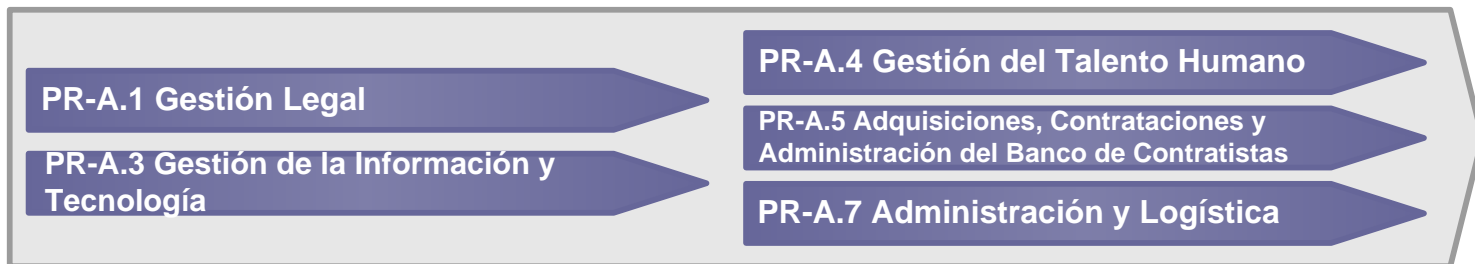 PR-A.1 Gestión Legal
PR-A.3 Gestión de la Información y
Tecnología
PR-A.4 Gestión del Talento Humano
PR-A.5 Adquisiciones, Contrataciones y
Administración del Banco de Contratistas
PR-A.7 Administración y Logística